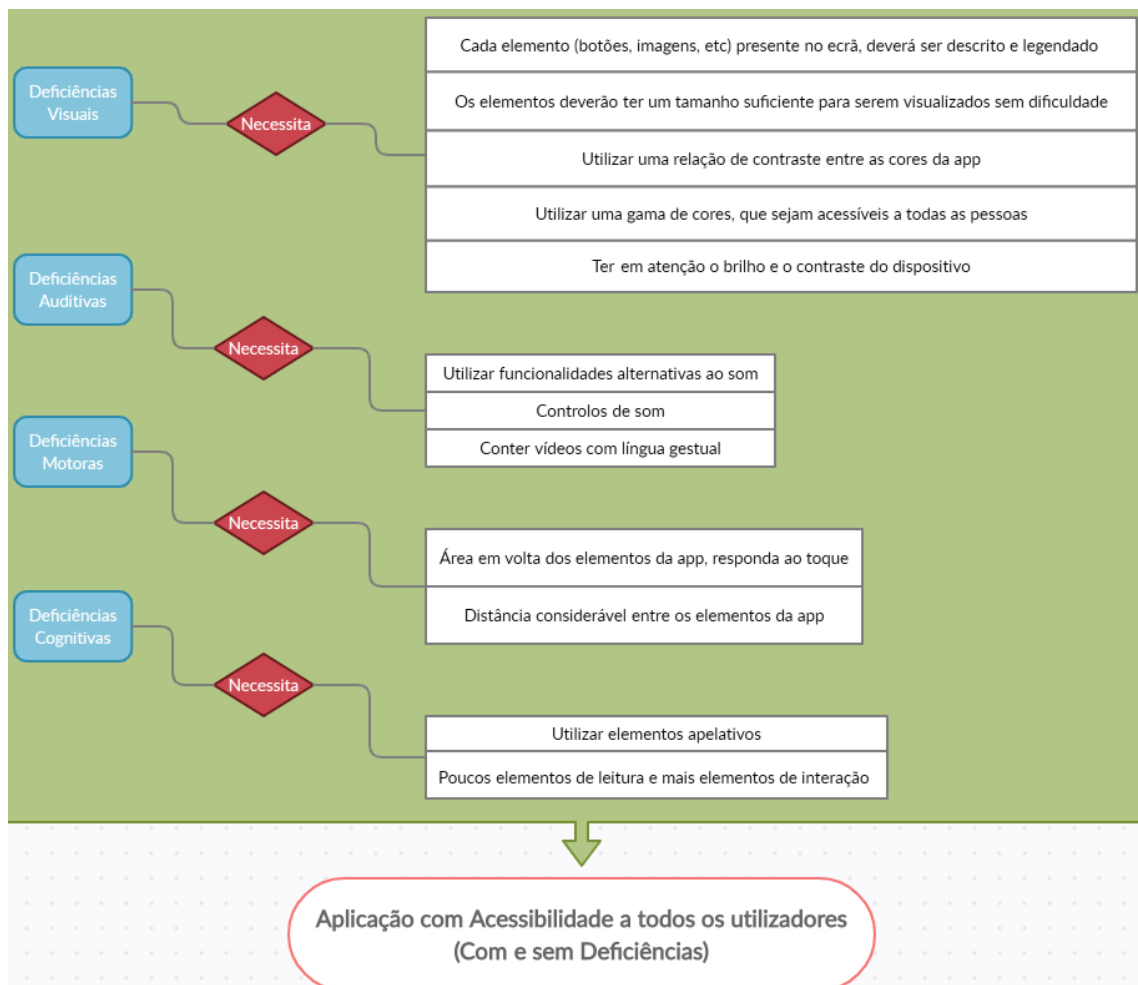 Deficiências
Visuais
Necessita
Cada elemento (botões, imagens, etc) presente no ecrã, deverá ser descrito e legendado
Os elementos deverão ter um tamanho suficiente para serem visualizados sem dificuldade
Utilizar uma relação de contraste entre as cores da app
Utilizar uma gama de cores, que sejam acessíveis a todas as pessoas
Ter em atenção o brilho e o contraste do dispositivo
Deficiências
Auditivas
Necessita
Utilizar funcionalidades alternativas ao som
Controlos de som
Conter vídeos com língua gestual
Deficiências
Motoras
Necessita
Área em volta dos elementos da app, responda ao toque
Distância considerável entre os elementos da app
Deficiências
Cognitivas
Necessita
Utilizar elementos apelativos
Poucos elementos de leitura e mais elementos de interação
Aplicação com Acessibilidade a todos os utilizadores
(Com e sem Deficiências)